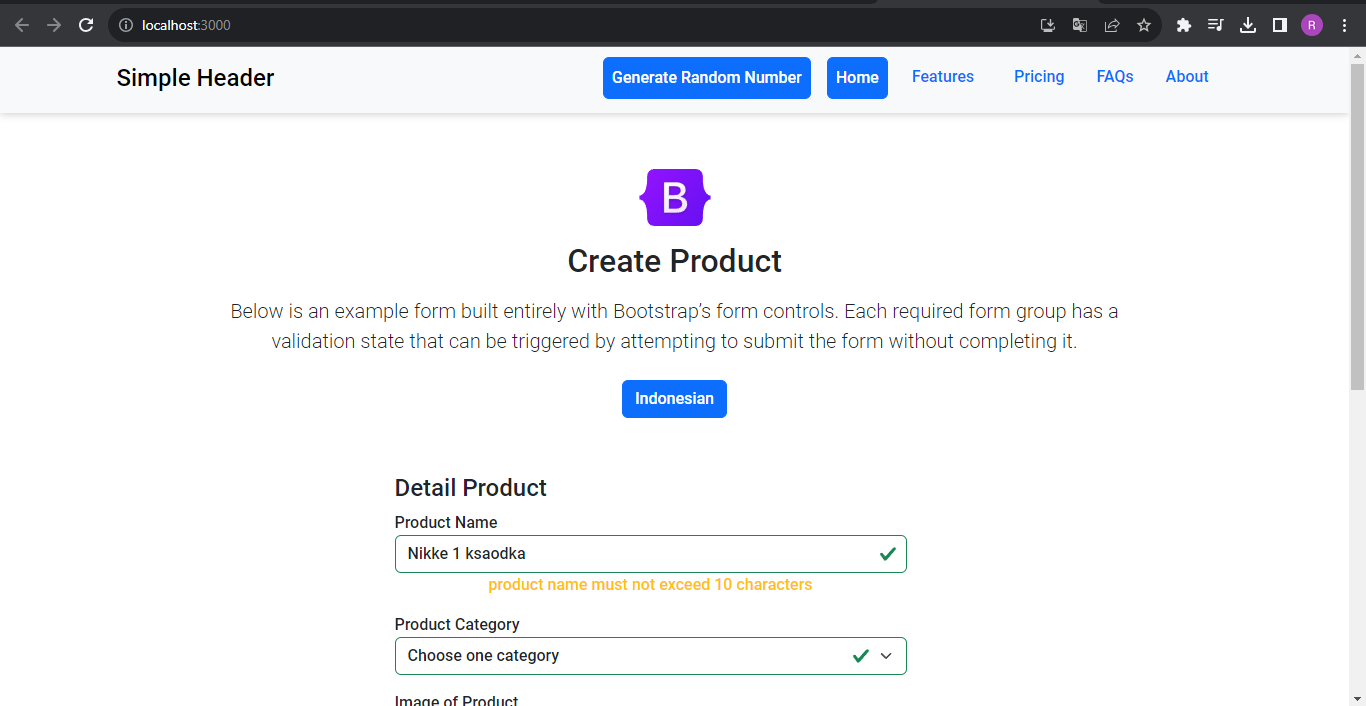 localhost:3000
R
Simple Header
Generate Random Number
Home
Features
Pricing
FAQs
About
B
Create Product
Below is an example form built entirely with Bootstrap’s form controls. Each required form group has a
validation state that can be triggered by attempting to submit the form without completing it.
Indonesian
Detail Product
Product Name
Nikke 1 ksaodka
product name must not exceed 10 characters
Product Category
Choose one category
Image of Product